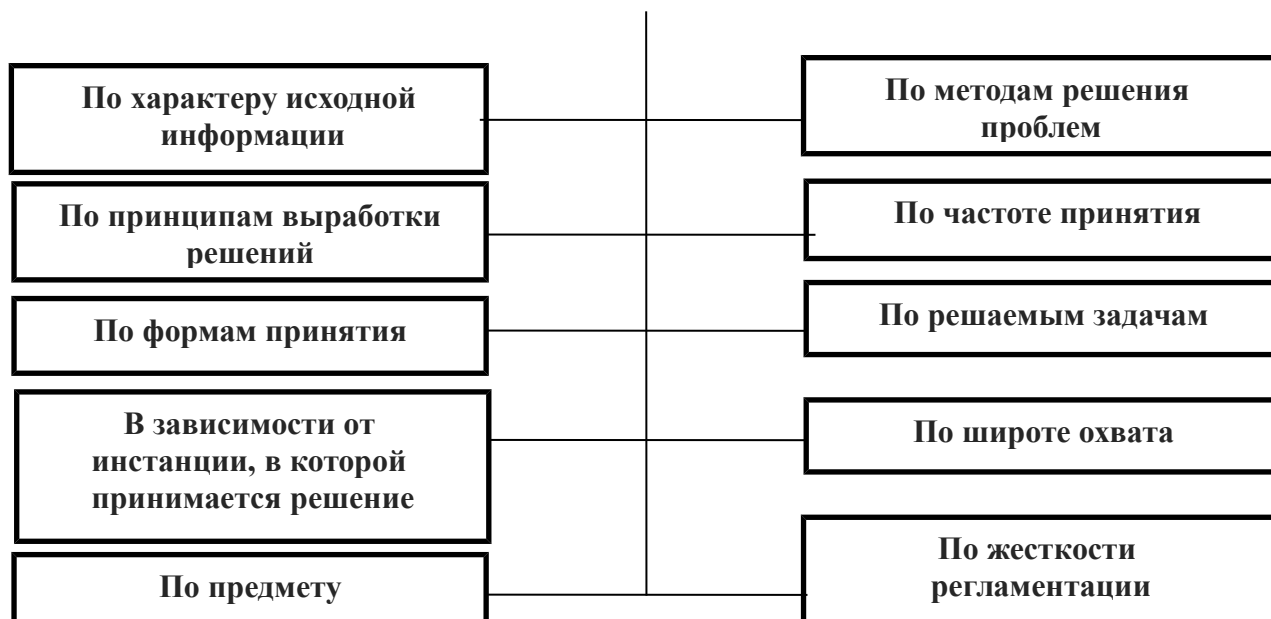 По характеру исходной
информации
По принципам выработки
решений
По формам принятия
В зависимости от
инстанции, в которой
принимается решение
По предмету
По методам решения
проблем
По частоте принятия
По решаемым задачам
По широте охвата
По жесткости
регламентации